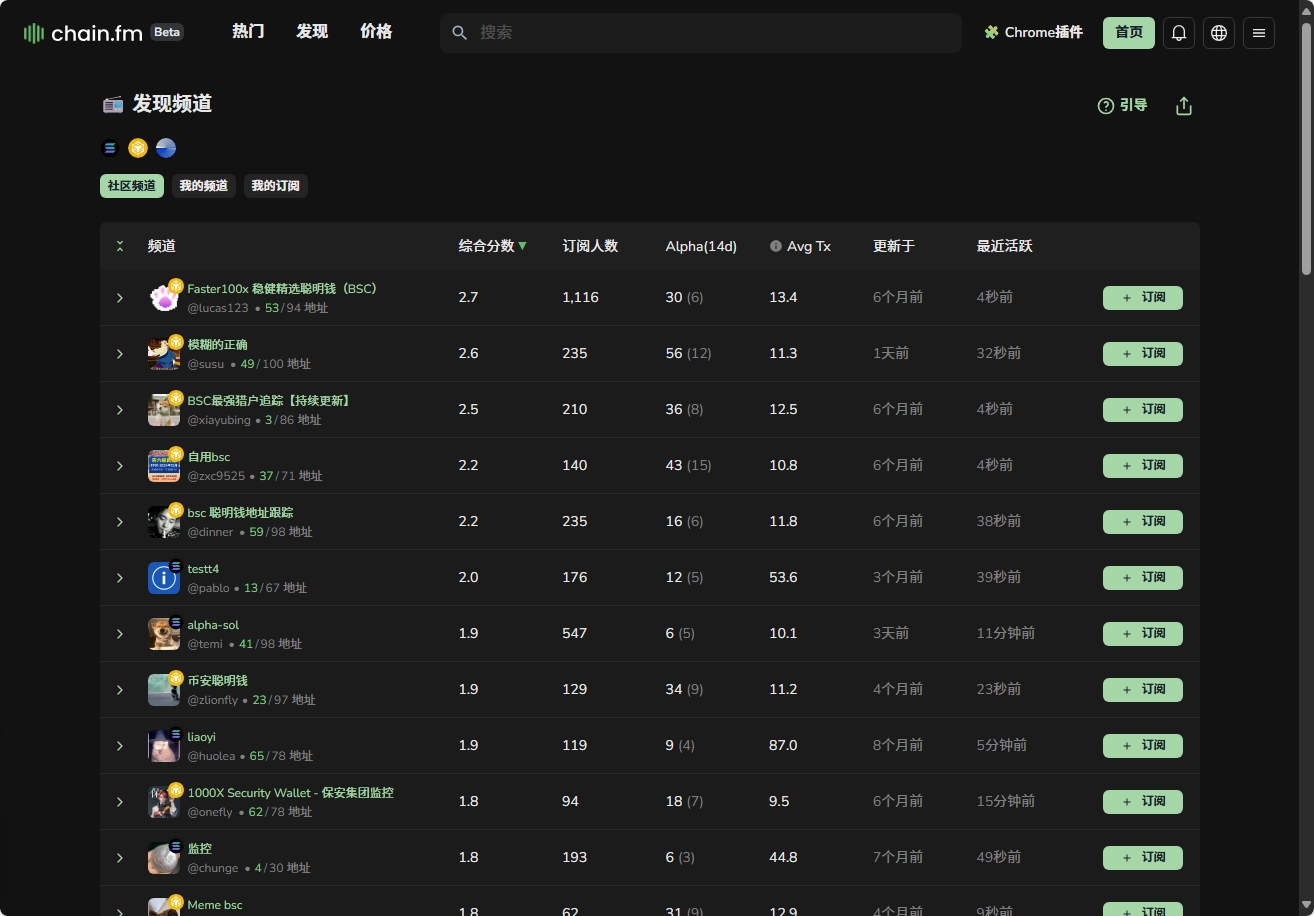 chain.fm Beta 热门 发现 价格 搜索 Chrome插件 首页
发现频道 引导
社区频道 我的频道 我的订阅
频道 综合分数▼ 订阅人数 Alpha(14d) Avg Tx 更新于 最近活跃
Faster100x 稳健精选聪明钱（BSC）
@lucas123 • 53/94 地址
2.7 1,116 30 (6) 13.4 6个月前 4秒前 + 订阅
模糊的正确
@susu • 49/100 地址
2.6 235 56 (12) 11.3 1天前 32秒前 + 订阅
BSC最强猎户追踪【持续更新】
@xiayubing • 3/86 地址
2.5 210 36 (8) 12.5 6个月前 4秒前 + 订阅
自用bsc
@zxc9525 • 37/71 地址
2.2 140 43 (15) 10.8 6个月前 4秒前 + 订阅
bsc 聪明钱地址跟踪
@dinner • 59/98 地址
2.2 235 16 (6) 11.8 6个月前 38秒前 + 订阅
testt4
@pablo • 13/67 地址
2.0 176 12 (5) 53.6 3个月前 39秒前 + 订阅
alpha-sol
@temi • 41/98 地址
1.9 547 6 (5) 10.1 3天前 11分钟前 + 订阅
币安聪明钱
@zlionfly • 23/97 地址
1.9 129 34 (9) 11.2 4个月前 23秒前 + 订阅
liaoyi
@huolea • 65/78 地址
1.9 119 9 (4) 87.0 8个月前 5分钟前 + 订阅
1000X Security Wallet - 保安集团监控
@onefly • 62/78 地址
1.8 94 18 (7) 9.5 6个月前 15分钟前 + 订阅
监控
@chunge • 4/30 地址
1.8 193 6 (3) 44.8 7个月前 49秒前 + 订阅
Meme bsc
1.8 62 31 (9) 12.9 4个月前 9秒前 + 订阅